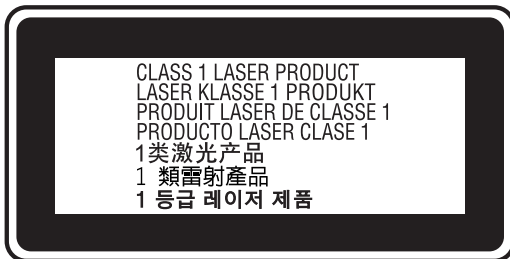 CLASS 1 LASER PRODUCT
LASER KLASSE 1 PRODUKT
PRODUIT LASER DE CLASSE 1
PRODUCTO LASER CLASE 1
1类激光产品
1 類雷射產品
1 등급 레이저 제품